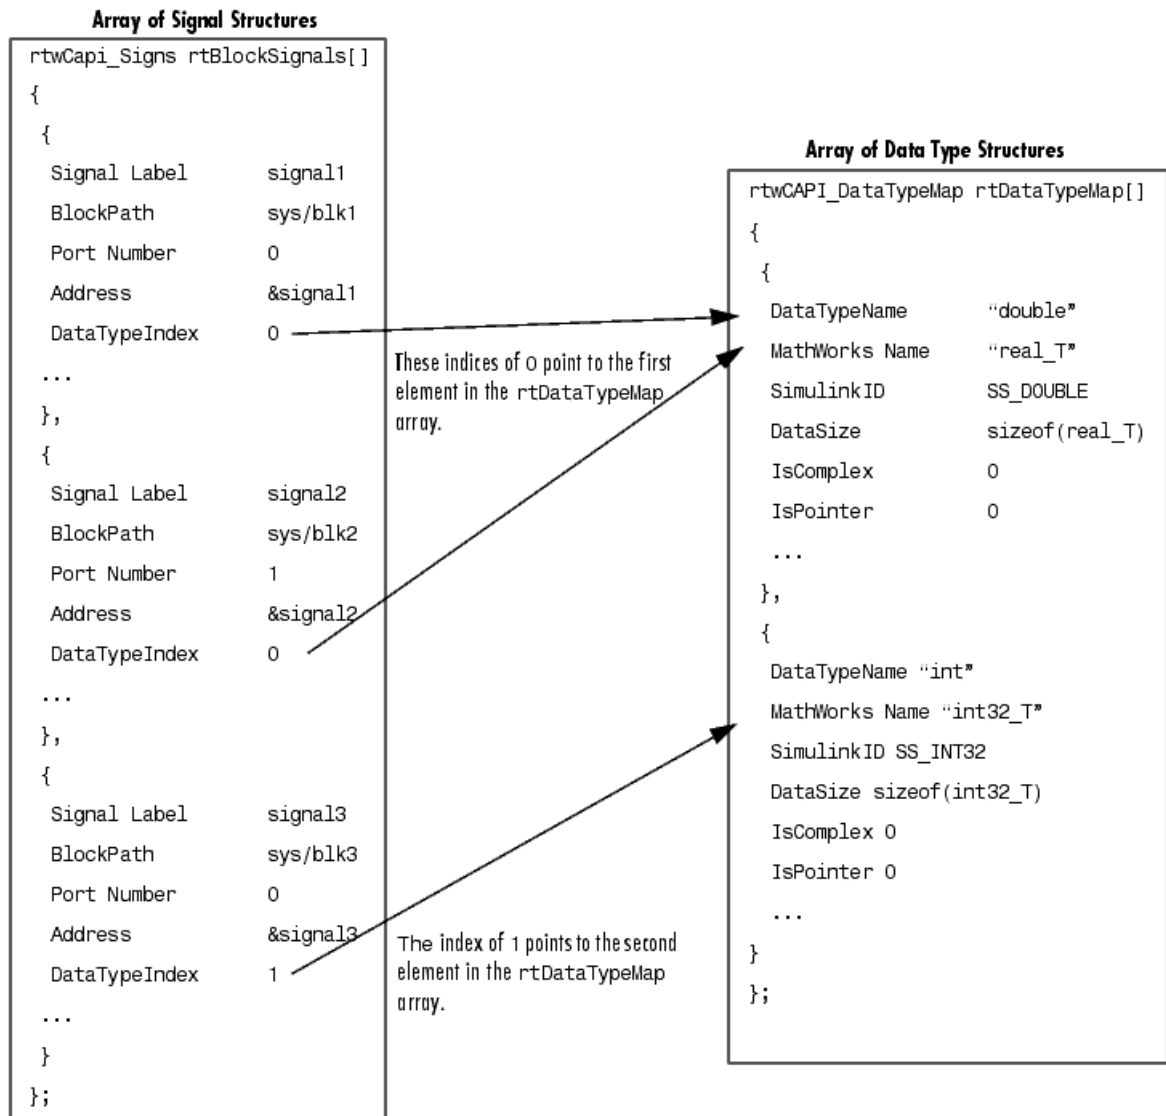 Array of Signal Structures
rtwCapi_Signs rtBlockSignals[]
{
{
Signal Label signal1
BlockPath sys/blk1
Port Number 0
Address &signal1
DataTypeIndex 0
...
},
{
Signal Label signal2
BlockPath sys/blk2
Port Number 1
Address &signal2
DataTypeIndex 0
...
},
{
Signal Label signal3
BlockPath sys/blk3
Port Number 0
Address &signal3
DataTypeIndex 1
...
}
};
These indices of 0 point to the first
element in the rtDataTypeMap
array.
The index of 1 points to the second
element in the rtDataTypeMap
array.
Array of Data Type Structures
rtwCAPI_DataTypeMap rtDataTypeMap[]
{
{
DataTypeName “double”
MathWorks Name “real_T”
SimulinkID SS_DOUBLE
DataSize sizeof(real_T)
IsComplex 0
IsPointer 0
...
},
{
DataTypeName “int”
MathWorks Name “int32_T”
SimulinkID SS_INT32
DataSize sizeof(int32_T)
IsComplex 0
IsPointer 0
...
}
};